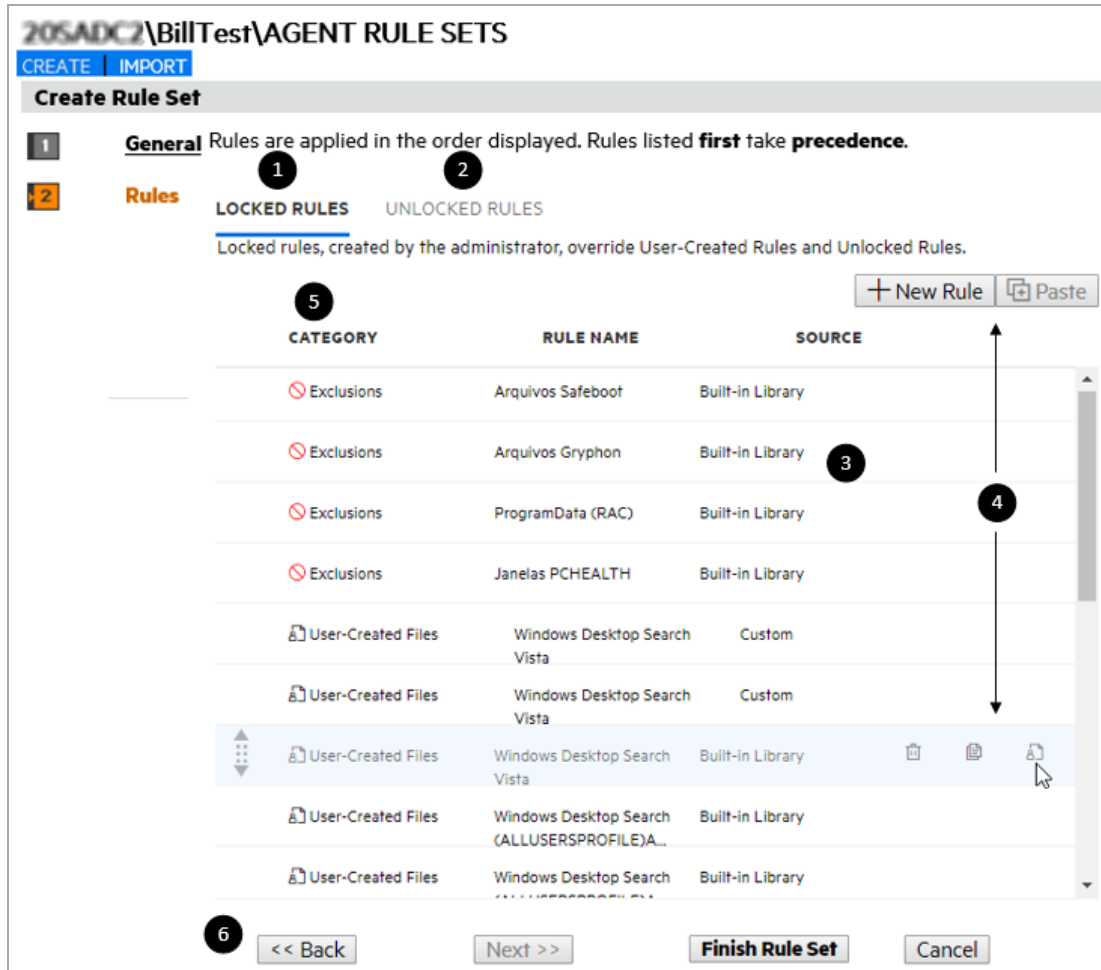 \BillTest\AGENT RULE SETS
CREATE IMPORT
Create Rule Set
1 General Rules are applied in the order displayed. Rules listed first take precedence.
1 2
2 Rules
LOCKED RULES UNLOCKED RULES
Locked rules, created by the administrator, override User-Created Rules and Unlocked Rules.
New Rule Paste
5
CATEGORY RULE NAME SOURCE
Exclusions Arquivos Safeboot Built-in Library
Exclusions Arquivos Gryphon Built-in Library
3
4
Exclusions ProgramData (RAC) Built-in Library
Exclusions Janelas PCHEALTH Built-in Library
User-Created Files Windows Desktop Search Custom
Vista
User-Created Files Windows Desktop Search Custom
Vista
User-Created Files Windows Desktop Search Built-in Library
Vista
User-Created Files Windows Desktop Search Built-in Library
(ALLUSERSPROFILE)A...
User-Created Files Windows Desktop Search Built-in Library
6
<< Back Next >> Finish Rule Set Cancel